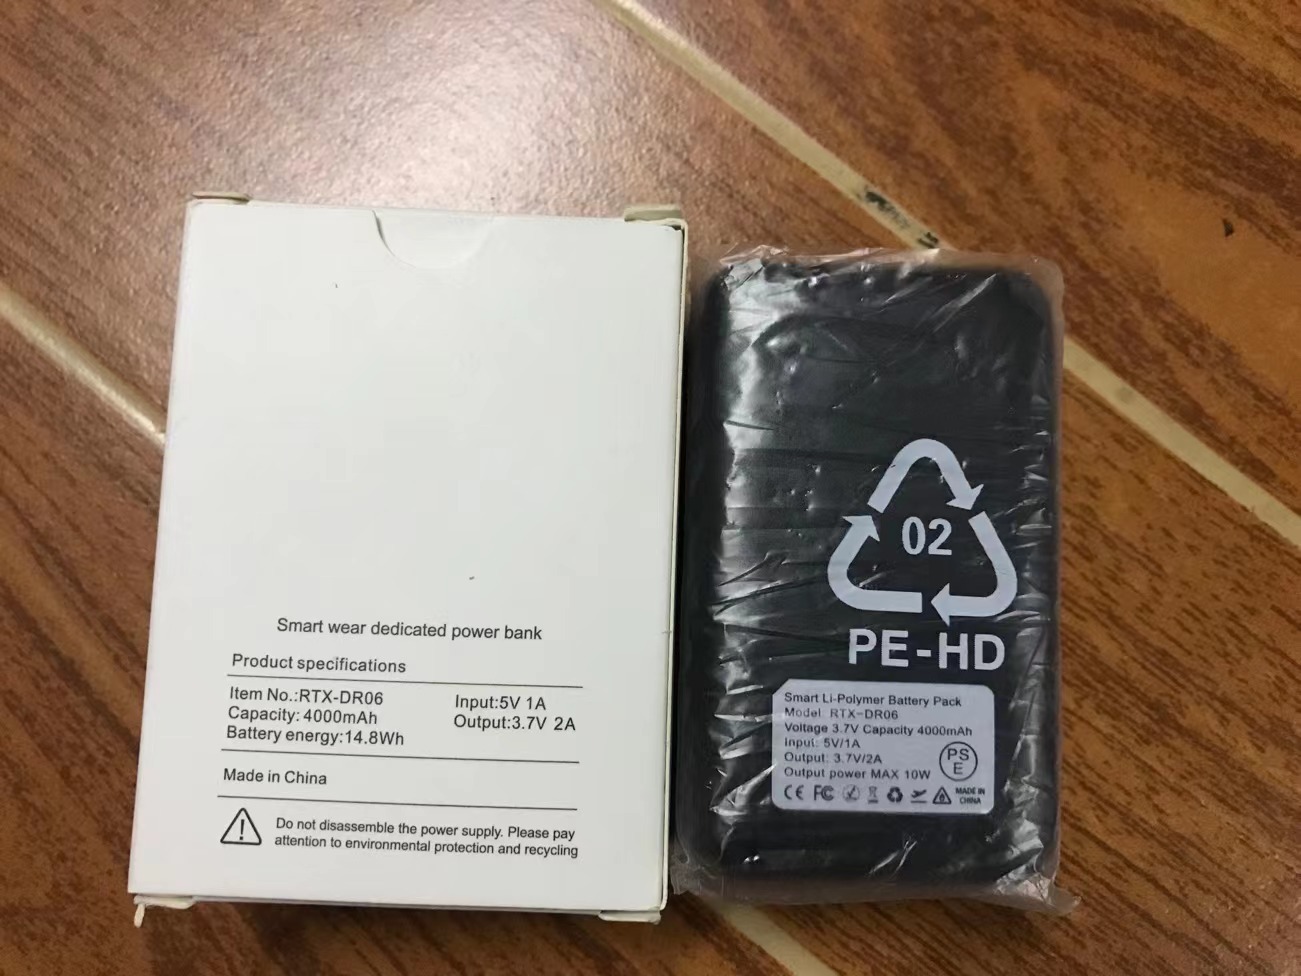 Smart wear dedicated power bank
Product specifications
Item No.:RTX-DR06
Input:5V 1A
Capacity: 4000mAh
Output:3.7V 2A
Battery energy:14.8Wh
Made in China
Do not disassemble the power supply. Please pay
attention to environmental protection and recycling
02
PE-HD
Smart Li-Polymer Battery Pack
Model: RTX-DR06
Voltage 3.7V Capacity 4000mAh
Input: 5V/1A
Output: 3.7V/2A
Output power MAX 10W
PS
E
CE FC
MADE IN
CHINA